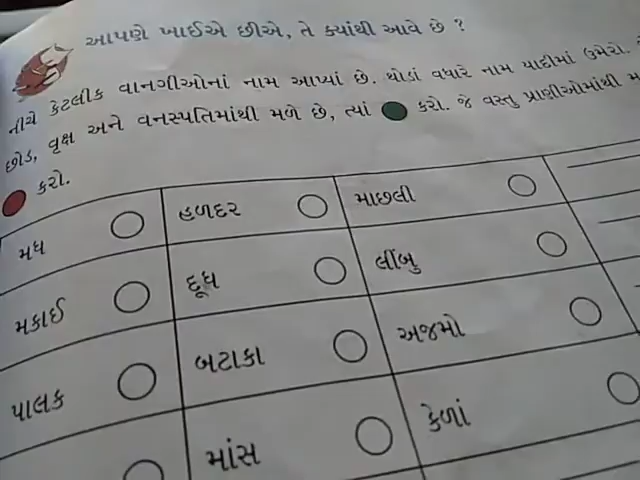 આપણે ખાઈએ છીએ, તે ક્યાંથી આવે છે ?
નીચે કેટલીક વાનગીઓનાં નામ આપ્યાં છે. થોડાં વધારે નામ યાદીમાં ઉમેરો.
છોડ, વૃક્ષ અને વનસ્પતિમાંથી મળે છે, ત્યાં કરો. જે વસ્તુ પ્રાણીઓમાંથી
કરો.
મધ હળદર માછલી
મકાઈ દૂધ લીંબુ
પાલક બટાકા અજમો
માંસ કેળાં